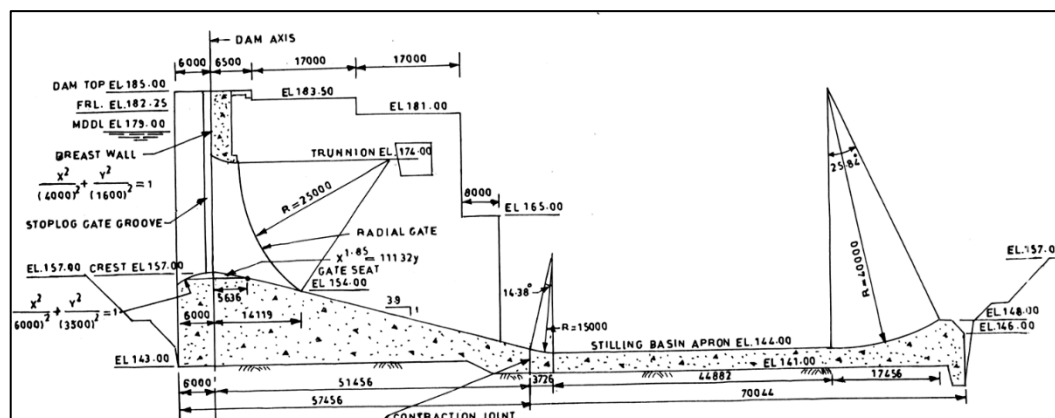 DAM AXIS
6000
6500
17000
17000
DAM TOP EL.185.00
EL 183.50
FRL. EL.182.25
EL 181.00
MDDL EL 179.00
BREAST WALL
TRUNNION EL. 174.00
X²/(4000)² + Y²/(1600)² = 1
25.84°
R=25000
8000
STOPLOG GATE GROOVE
EL 165.00
RADIAL GATE
R=40000
X^1.85 = 11132y
EL.157.00
CREST EL 157.00
GATE SEAT
EL 154.00
EL.157.0
5636
14.38°
X²/6000)² + Y²/(3500)² = 1
3.9
1
6000
14119
R=15000
EL 148.00
EL 146.00
STILLING BASIN APRON EL. 144.00
EL 143.00
EL 141.00
6000
51456
3726
44882
17456
57456
70044
CONTRACTION JOINT